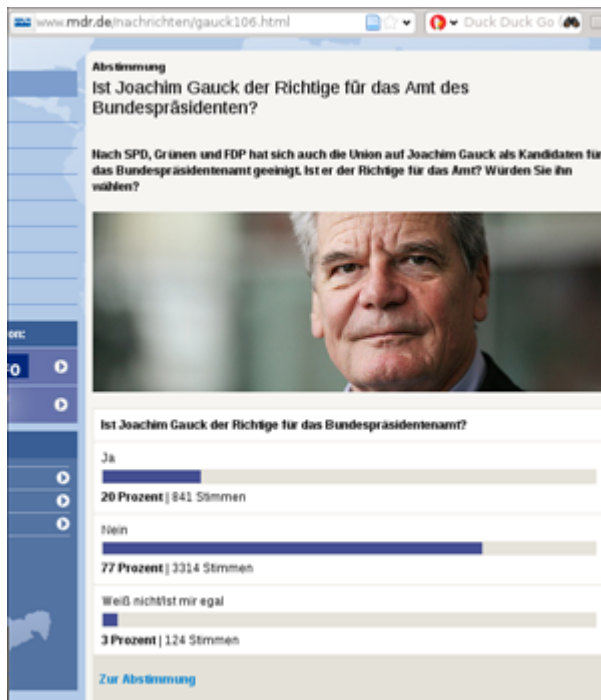 www.mdr.de/nachrichten/gauck106.html
Duck Duck Go
Abstimmung
Ist Joachim Gauck der Richtige für das Amt des
Bundespräsidenten?
Nach SPD, Grünen und FDP hat sich auch die Union auf Joachim Gauck als Kandidaten für
das Bundespräsidentenamt geeinigt. Ist er der Richtige für das Amt? Würden Sie ihn
wählen?
on:
Ist Joachim Gauck der Richtige für das Bundespräsidentenamt?
Ja
20 Prozent | 841 Stimmen
Nein
77 Prozent | 3314 Stimmen
Weiß nicht/Ist mir egal
3 Prozent | 124 Stimmen
Zur Abstimmung